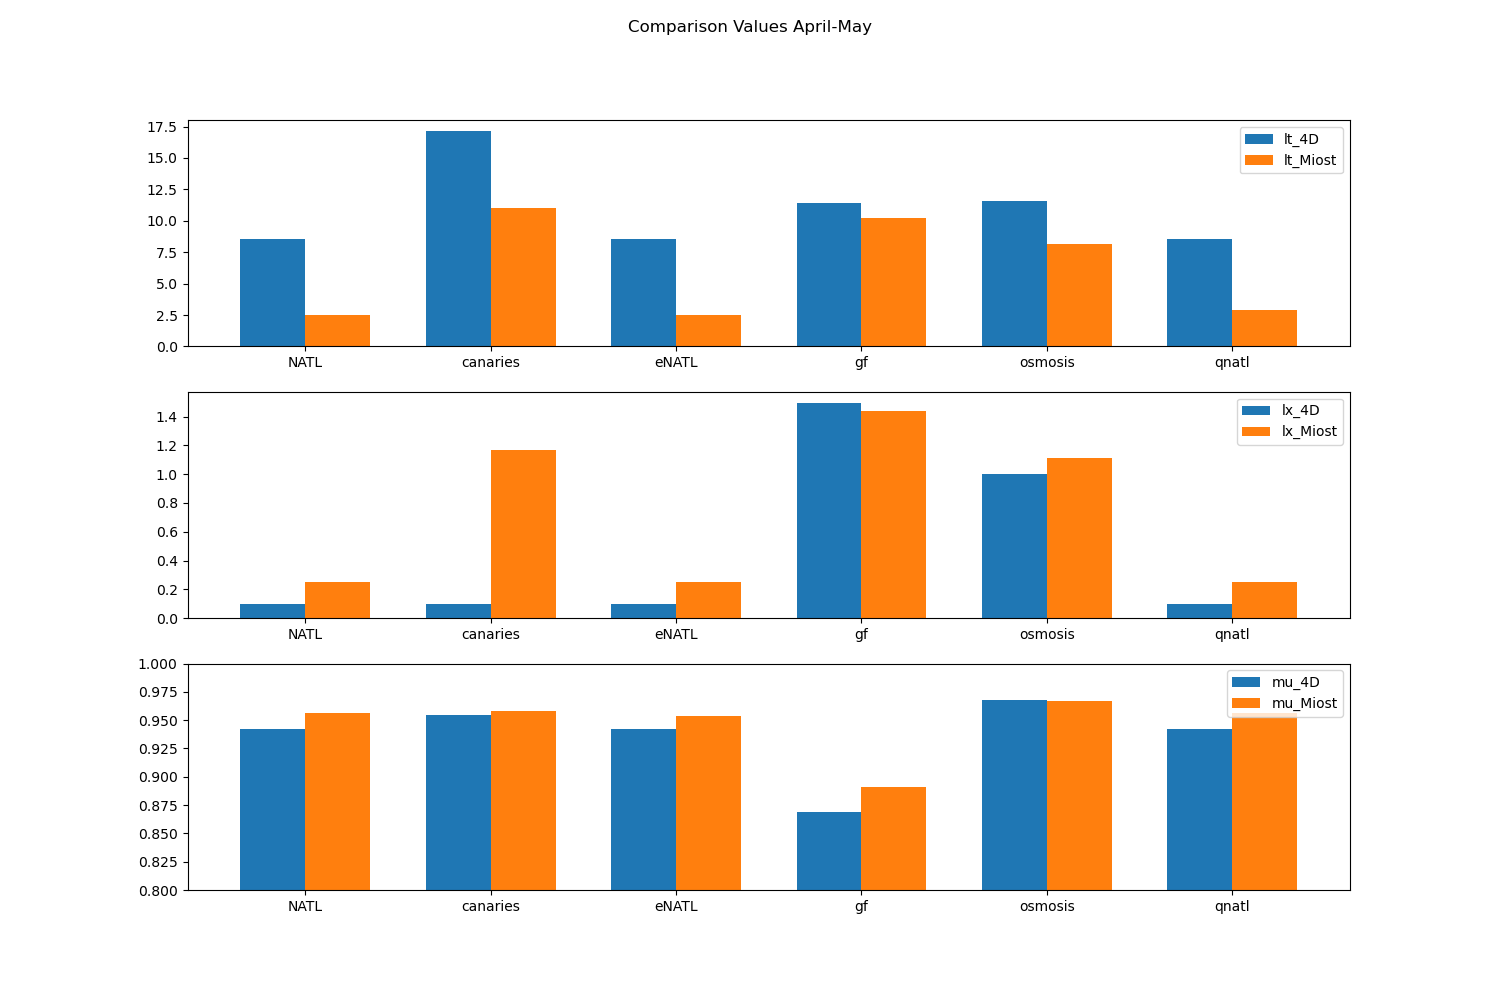 Comparison Values April-May
17.5
15.0
12.5
10.0
7.5
5.0
2.5
0.0
lt_4D
lt_Miost
NATL canaries eNATL gf osmosis qnatl
1.4
1.2
1.0
0.8
0.6
0.4
0.2
0.0
lx_4D
lx_Miost
NATL canaries eNATL gf osmosis qnatl
1.000
0.975
0.950
0.925
0.900
0.875
0.850
0.825
0.800
mu_4D
mu_Miost
NATL canaries eNATL gf osmosis qnatl